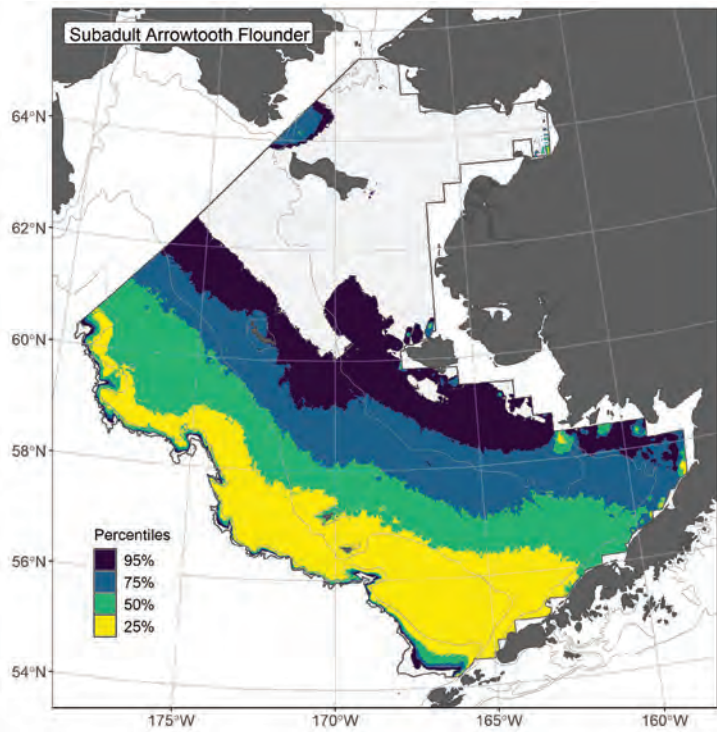 Subadult Arrowtooth Flounder
64°N
62°N
60°N
58°N
56°N
54°N
Percentiles
95%
75%
50%
25%
175°W
170°W
165°W
160°W